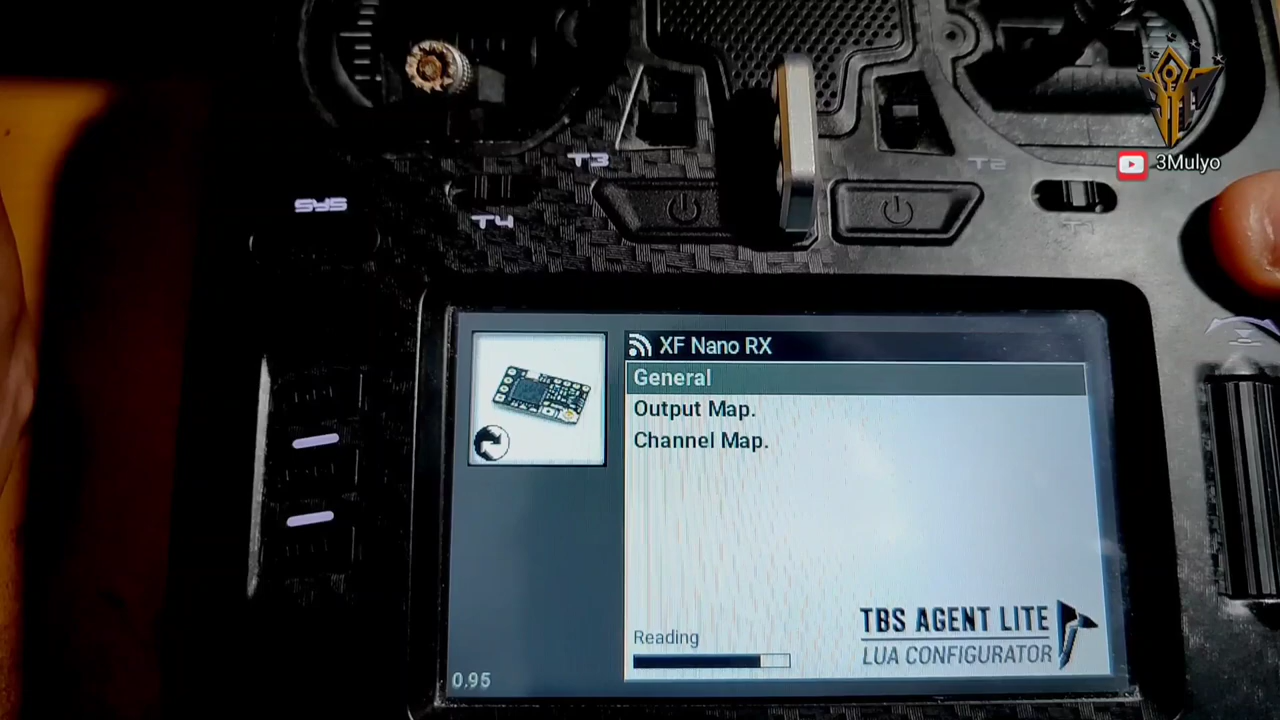 3Mulyo
T3
T2
SYS
T4
T1
XF Nano RX
General
Output Map.
Channel Map.
Reading
TBS AGENT LITE
LUA CONFIGURATOR
0.95